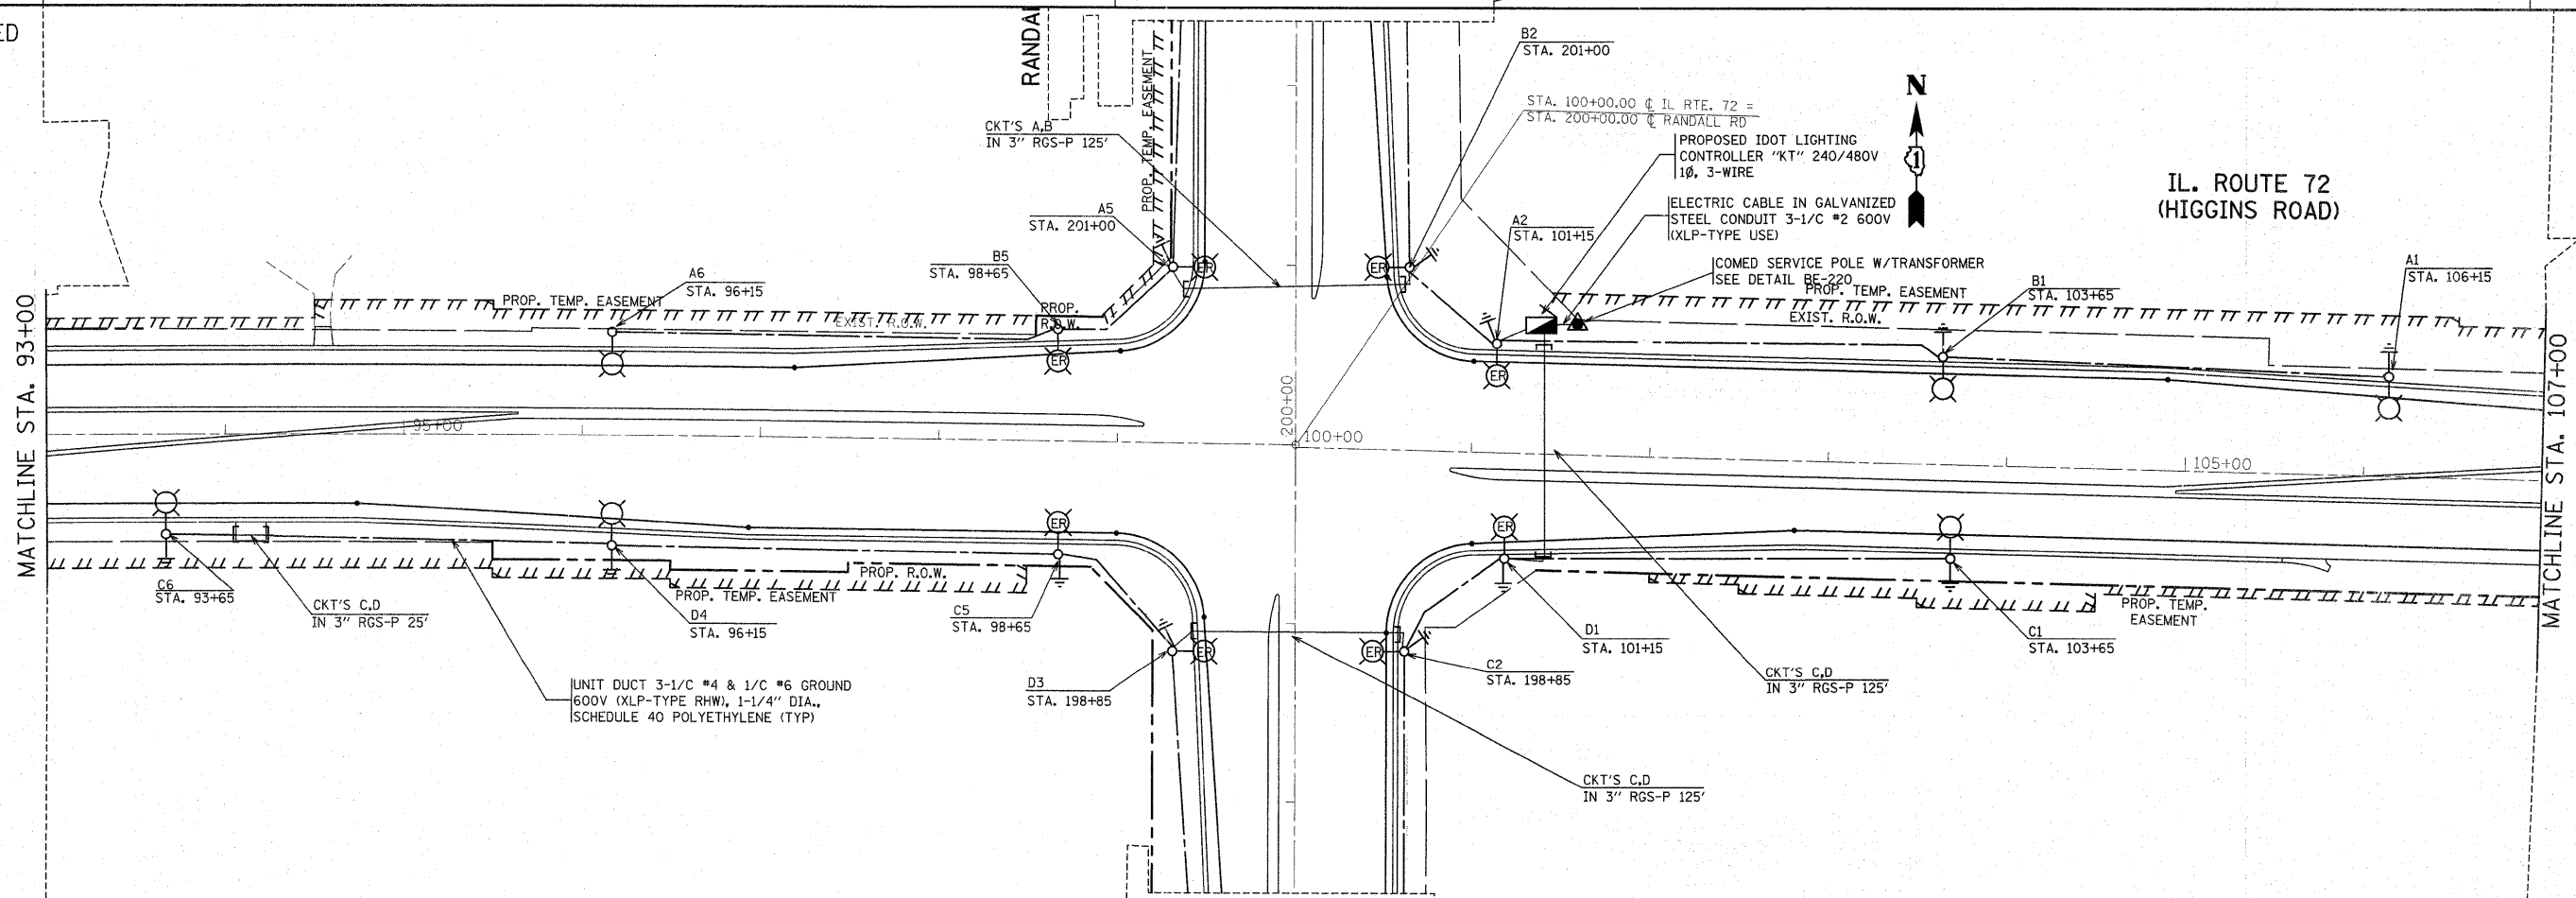 ED
RANDAL
B2
STA. 201+00
STA. 100+00.00 ℄ IL RTE. 72 =
STA. 200+00.00 ℄ RANDALL RD
N
1
PROPOSED IDOT LIGHTING
CONTROLLER "KT" 240/480V
1Ø, 3-WIRE
IL. ROUTE 72
(HIGGINS ROAD)
CKT'S A,B
IN 3" RGS-P 125'
PROP. TEMP. EASEMENT
ELECTRIC CABLE IN GALVANIZED
STEEL CONDUIT 3-1/C #2 600V
(XLP-TYPE USE)
A5
STA. 201+00
A2
STA. 101+15
B5
STA. 98+65
A6
STA. 96+15
ER
ER
COMED SERVICE POLE W/TRANSFORMER
SEE DETAIL BE-220
A1
STA. 106+15
B1
STA. 103+65
PROP. TEMP. EASEMENT
PROP. TEMP. EASEMENT
PROP.
R.O.W.
EXIST. R.O.W.
EXIST. R.O.W.
ER
ER
MATCHLINE STA. 93+00
MATCHLINE STA. 107+00
95+00
200+00
100+00
105+00
ER
ER
C6
STA. 93+65
CKT'S C,D
IN 3" RGS-P 25'
PROP. R.O.W.
PROP. TEMP. EASEMENT
D4
STA. 96+15
C5
STA. 98+65
PROP. TEMP.
EASEMENT
D1
STA. 101+15
C1
STA. 103+65
ER
ER
D3
STA. 198+85
C2
STA. 198+85
CKT'S C,D
IN 3" RGS-P 125'
UNIT DUCT 3-1/C #4 & 1/C #6 GROUND
600V (XLP-TYPE RHW), 1-1/4" DIA.,
SCHEDULE 40 POLYETHYLENE (TYP)
CKT'S C,D
IN 3" RGS-P 125'